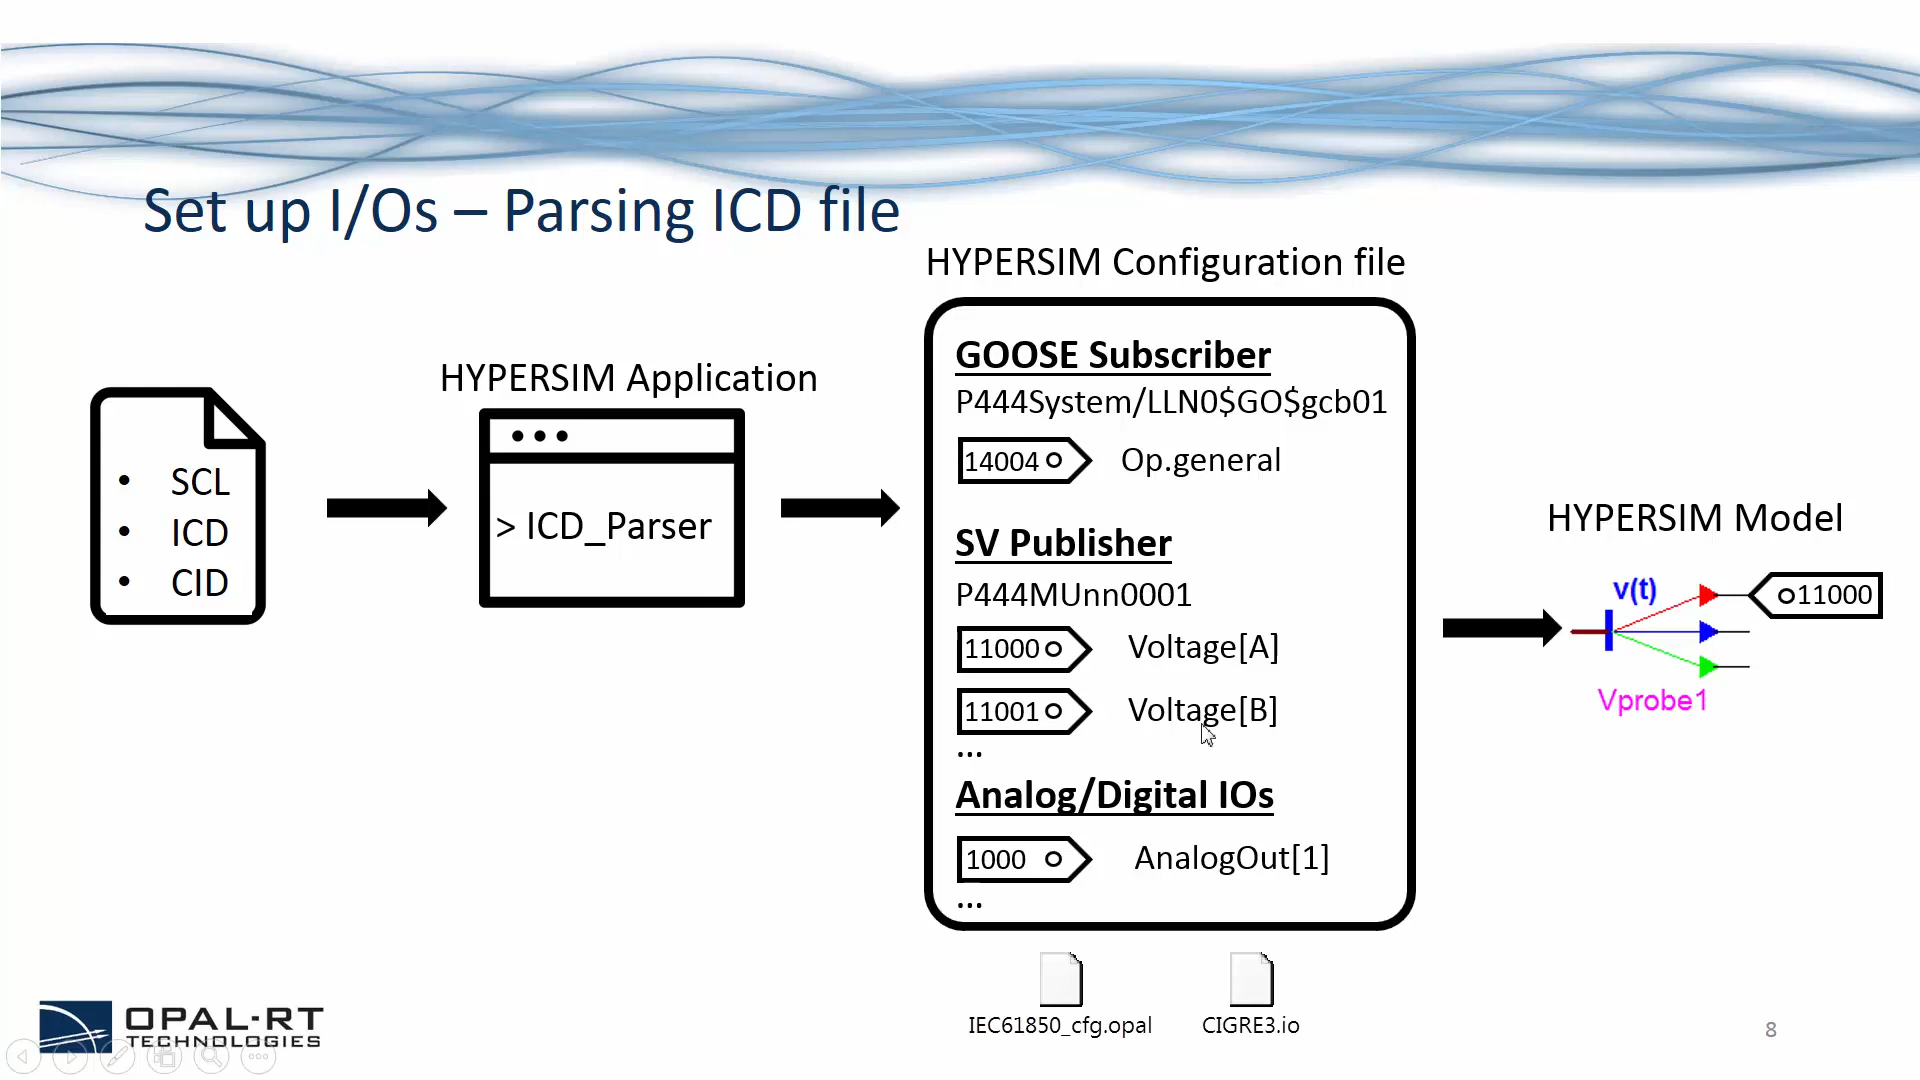 Set up I/Os – Parsing ICD file
HYPERSIM Configuration file
• SCL
• ICD
• CID
HYPERSIM Application
> ICD_Parser
GOOSE Subscriber
P444System/LLN0$GO$gcb01
14004 Op.general
SV Publisher
P444MUnn0001
11000 Voltage[A]
11001 Voltage[B]
...
Analog/Digital IOs
1000 AnalogOut[1]
...
IEC61850_cfg.opal
CIGRE3.io
HYPERSIM Model
v(t)
11000
Vprobe1
OPAL-RT
TECHNOLOGIES
8